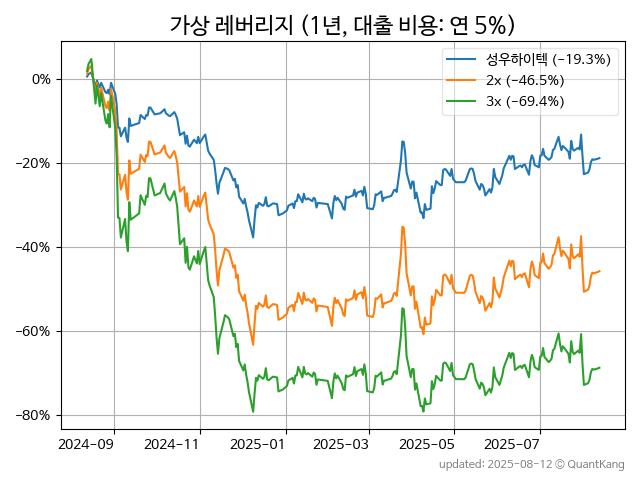 가상 레버리지 (1년, 대출 비용: 연 5%)
성우하이텍 (-19.3%)
2x (-46.5%)
3x (-69.4%)
0%
-20%
-40%
-60%
-80%
2024-09 2024-11 2025-01 2025-03 2025-05 2025-07
updated: 2025-08-12 © QuantKang